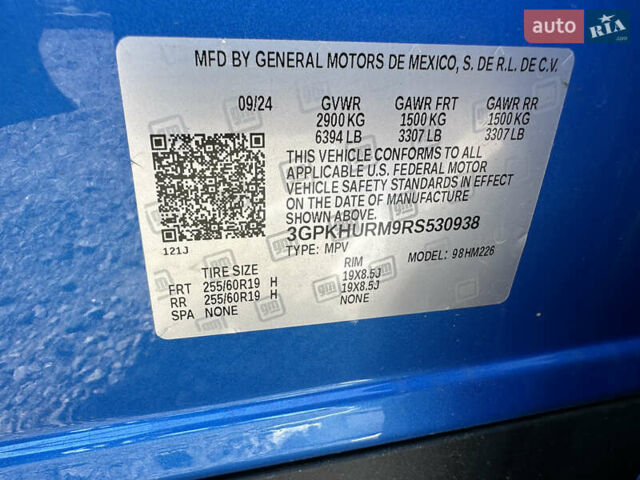 auto RIA .com
MFD BY GENERAL MOTORS DE MEXICO, S. DE R.L. DE C.V.
09/24 GVWR GAWR FRT GAWR RR
2900 KG 1500 KG 1500 KG
6394 LB 3307 LB 3307 LB
THIS VEHICLE CONFORMS TO ALL
APPLICABLE U.S. FEDERAL MOTOR
VEHICLE SAFETY STANDARDS IN EFFECT
ON THE DATE OF MANUFACTURE
SHOWN ABOVE.
3GPKHURM9RS530938
121J TYPE: MPV MODEL: 98HM226
TIRE SIZE RIM
FRT 255/60R19 H 19X8.5J
RR 255/60R19 H 19X8.5J
SPA NONE NONE